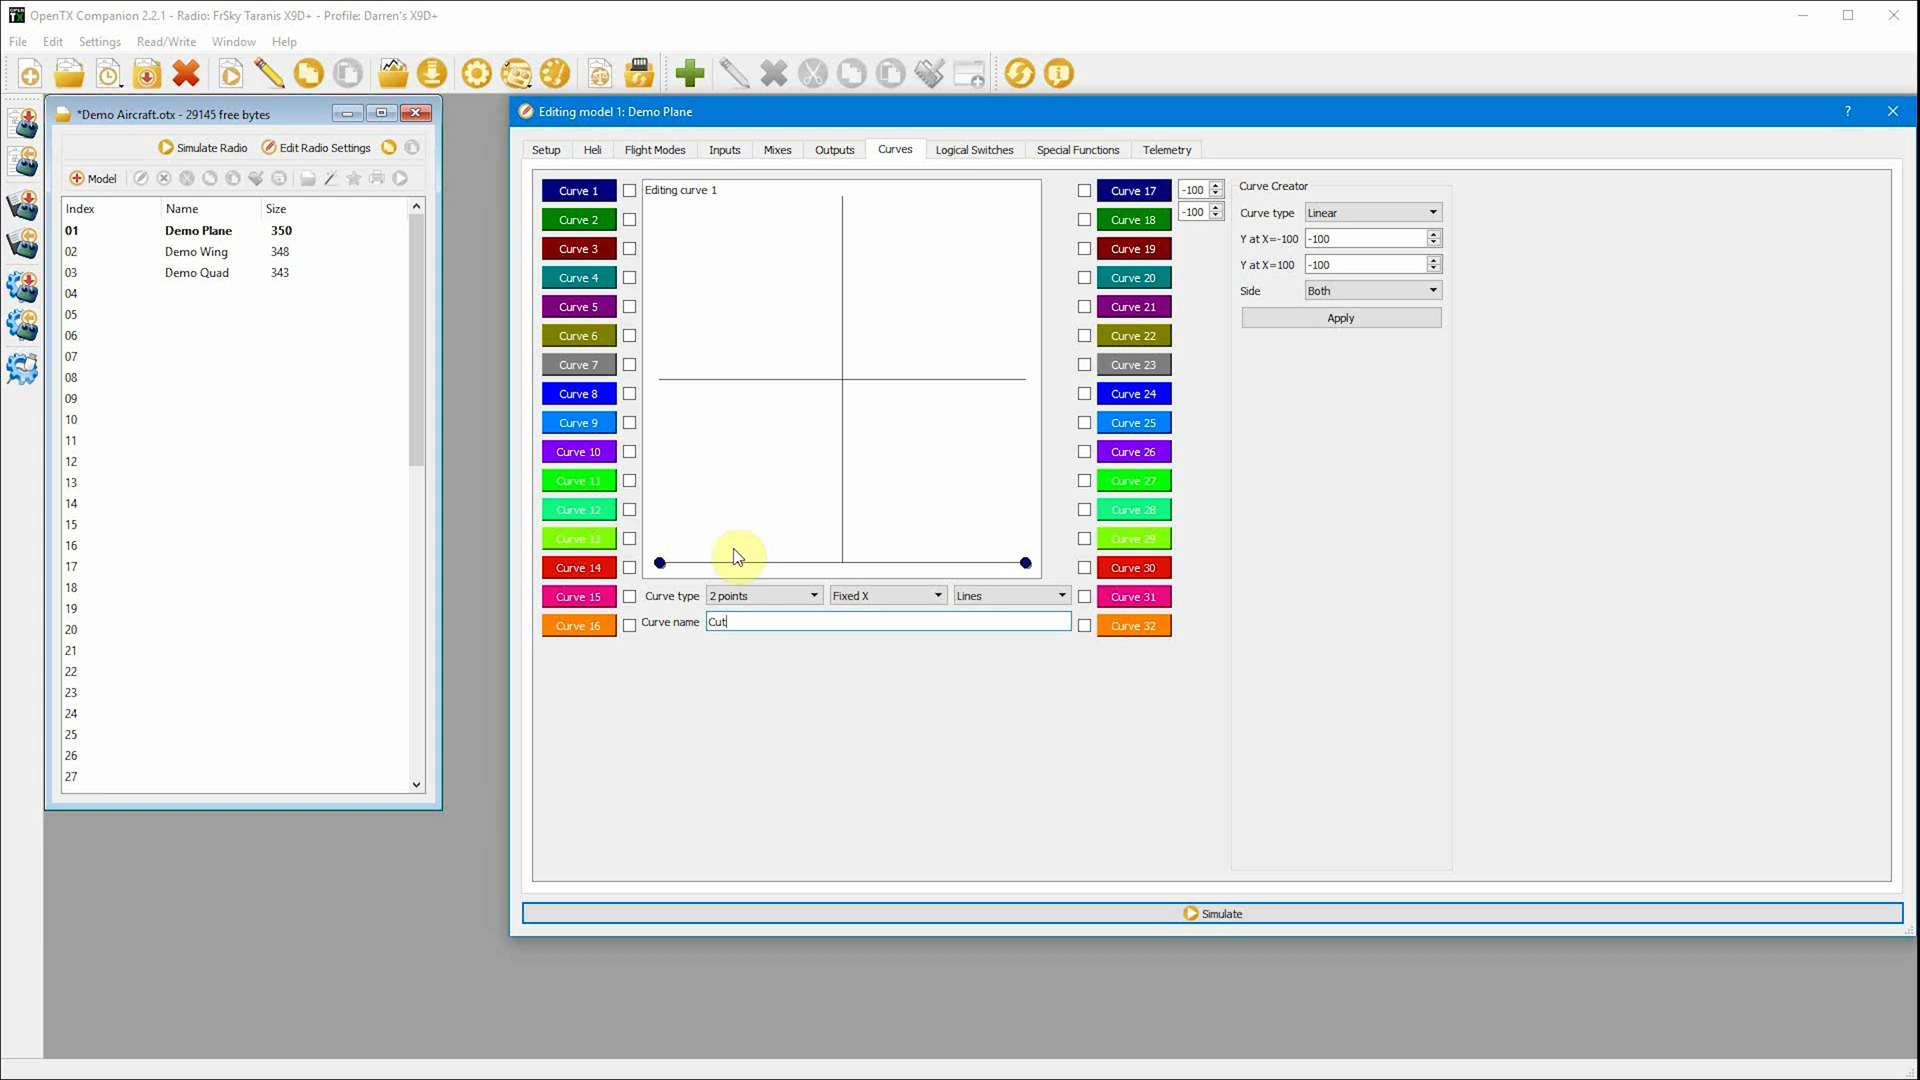 OpenTX Companion 2.2.1 - Radio: FrSky Taranis X9D+ - Profile: Darren's X9D+
File Edit Settings Read/Write Window Help
*Demo Aircraft.otx - 29145 free bytes
Simulate Radio Edit Radio Settings
Model
Index Name Size
01 Demo Plane 350
02 Demo Wing 348
03 Demo Quad 343
04
05
06
07
08
09
10
11
12
13
14
15
16
17
18
19
20
21
22
23
24
25
26
27
Editing model 1: Demo Plane
?
Setup Heli Flight Modes Inputs Mixes Outputs Curves Logical Switches Special Functions Telemetry
Curve 1
Curve 2
Curve 3
Curve 4
Curve 5
Curve 6
Curve 7
Curve 8
Curve 9
Curve 10
Curve 11
Curve 12
Curve 13
Curve 14
Curve 15
Curve 16
Editing curve 1
Curve type 2 points Fixed X Lines
Curve name Cut
Curve 17 -100
Curve 18 -100
Curve 19
Curve 20
Curve 21
Curve 22
Curve 23
Curve 24
Curve 25
Curve 26
Curve 27
Curve 28
Curve 29
Curve 30
Curve 31
Curve 32
Curve Creator
Curve type Linear
Y at X=-100 -100
Y at X=100 -100
Side Both
Apply
Simulate